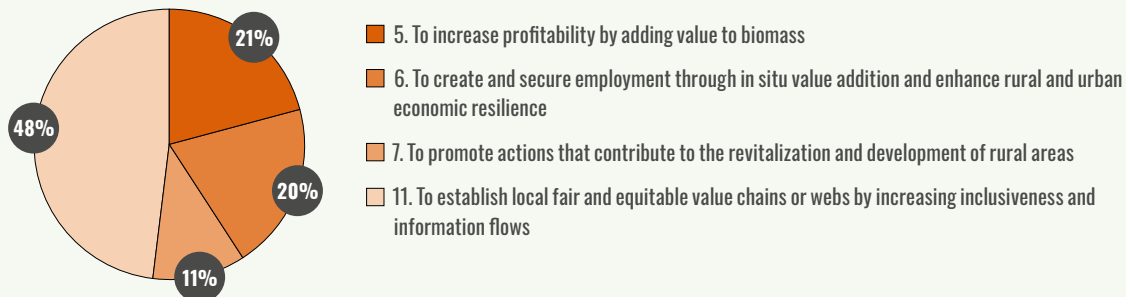 21%
5. To increase profitability by adding value to biomass
6. To create and secure employment through in situ value addition and enhance rural and urban
economic resilience
48%
7. To promote actions that contribute to the revitalization and development of rural areas
20%
11. To establish local fair and equitable value chains or webs by increasing inclusiveness and
information flows
11%